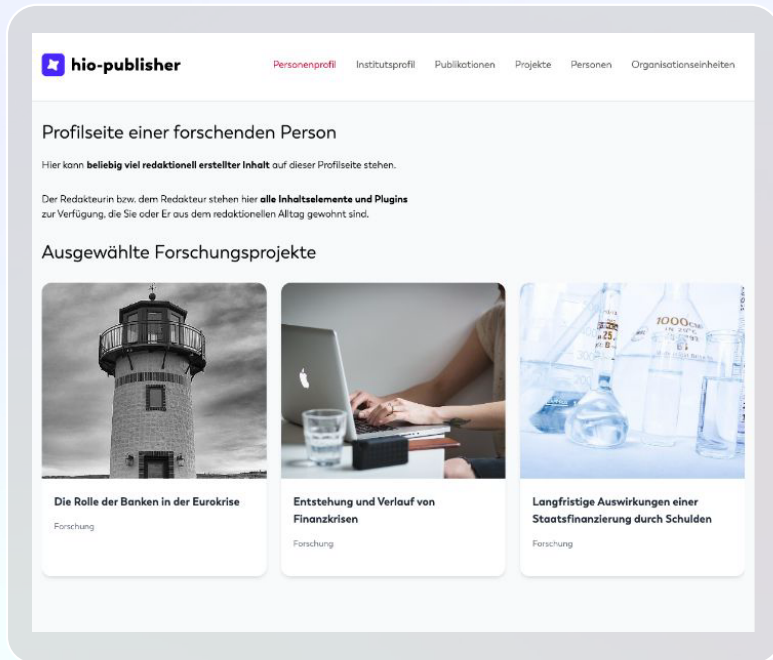 hio-publisher
Personenprofil Institutsprofil Publikationen Projekte Personen Organisationseinheiten
Profilseite einer forschenden Person
Hier kann beliebig viel redaktionell erstellter Inhalt auf dieser Profilseite stehen.
Der Redakteurin bzw. dem Redakteur stehen hier alle Inhaltselemente und Plugins
zur Verfügung, die Sie oder Er aus dem redaktionellen Alltag gewohnt sind.
Ausgewählte Forschungsprojekte
1000
Die Rolle der Banken in der Eurokrise
Forschung
Entstehung und Verlauf von
Finanzkrisen
Forschung
Langfristige Auswirkungen einer
Staatsfinanzierung durch Schulden
Forschung